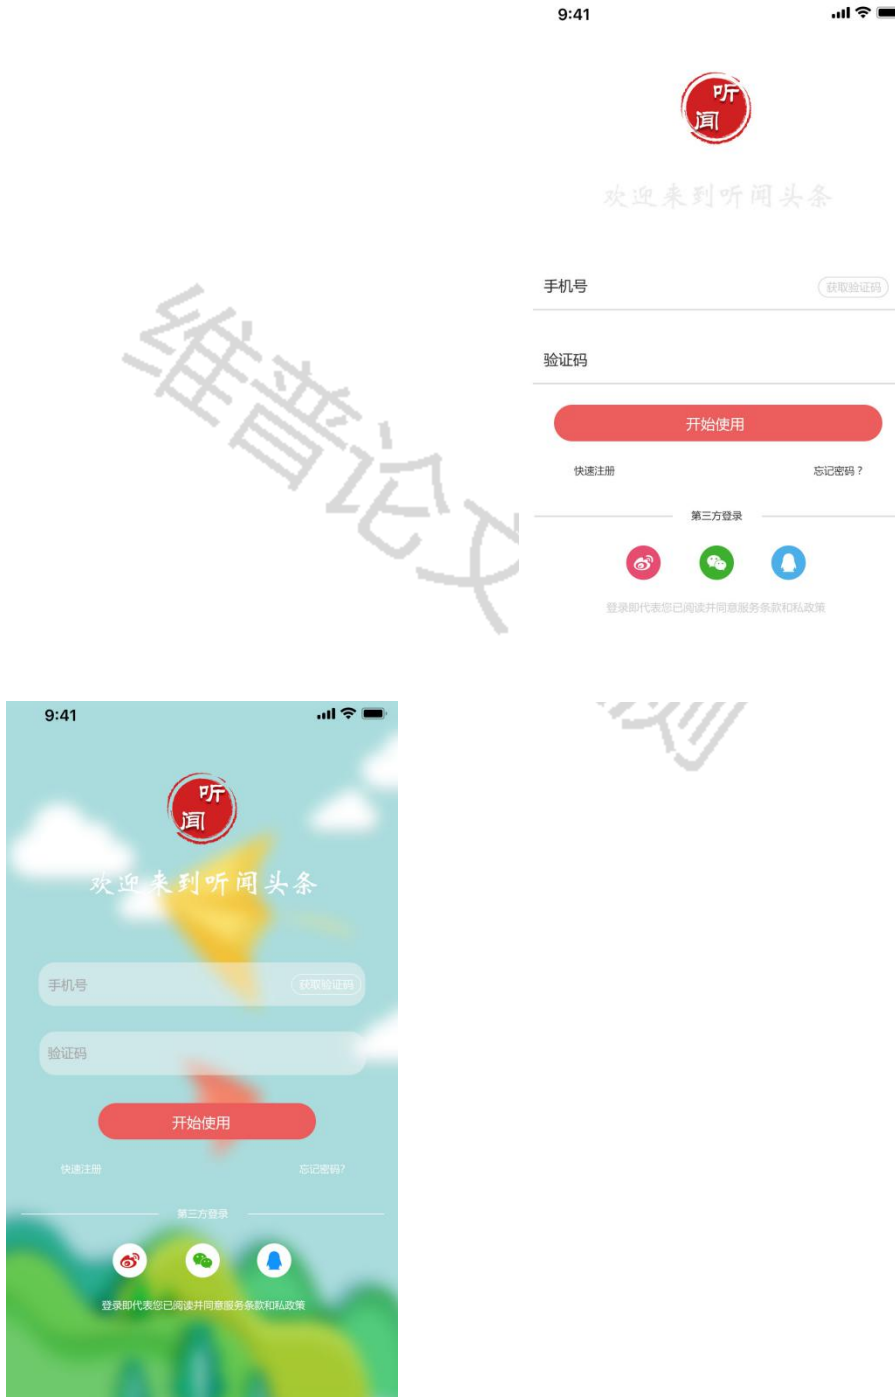 9:41
听
闻
欢迎来到听闻头条
手机号 获取验证码
验证码
开始使用
快速注册 忘记密码？
第三方登录
登录即代表您已阅读并同意服务条款和私政策
维普论文
测
9:41
听
闻
欢迎来到听闻头条
手机号 获取验证码
验证码
开始使用
快速注册 忘记密码?
第三方登录
登录即代表您已阅读并同意服务条款和私政策